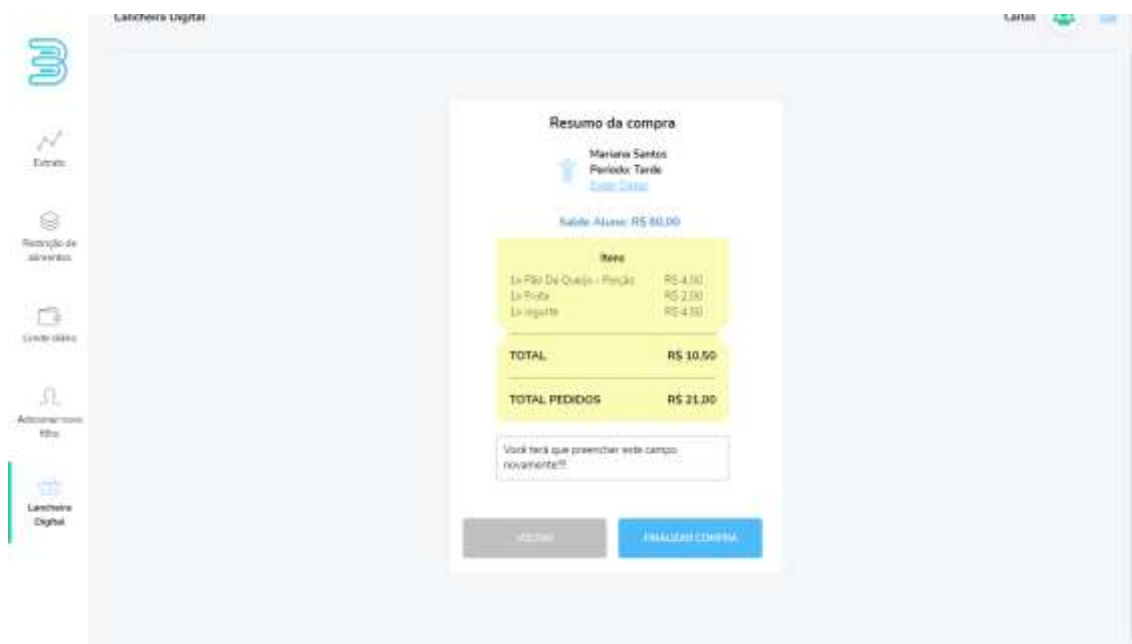 Lancheira Digital
Carlos
Resumo da compra
Mariana Santos
Período: Tarde
Saldo Aluno: R$ 80,00
Extrato
Restrição de
alimentos
Itens
1x Pão De Queijo - Porção R$ 4,00
1x Fruta R$ 2,00
1x Iogurte R$ 4,50
Limite diário
TOTAL R$ 10,50
TOTAL PEDIDOS R$ 21,00
Adicionar novo
filho
Você terá que preencher este campo
novamente!!!
Lancheira
Digital
VOLTAR
FINALIZAR COMPRA